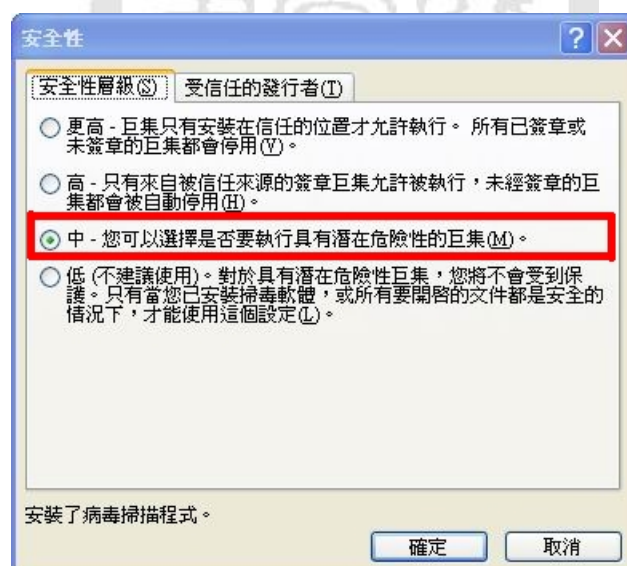 安全性
安全性層級(S) 受信任的發行者(T)
更高 - 巨集只有安裝在信任的位置才允許執行。 所有已簽章或
未簽章的巨集都會停用(V)。
高 - 只有來自被信任來源的簽章巨集允許被執行，未經簽章的巨
集都會被自動停用(H)。
中 - 您可以選擇是否要執行具有潛在危險性的巨集(M)。
低 (不建議使用)。對於具有潛在危險性巨集，您將不會受到保
護。只有當您已安裝掃毒軟體，或所有要開啓的文件都是安全的
情況下，才能使用這個設定(L)。
安裝了病毒掃描程式。
確定 取消